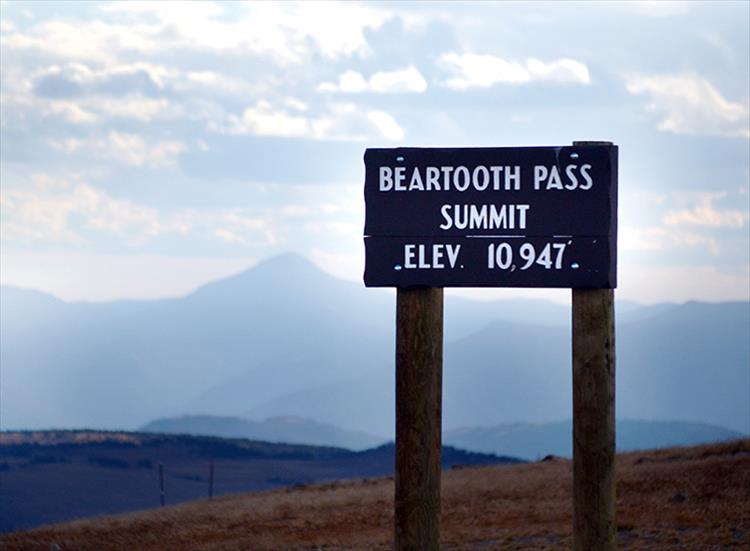 BEARTOOTH PASS
SUMMIT
ELEV. 10,947'